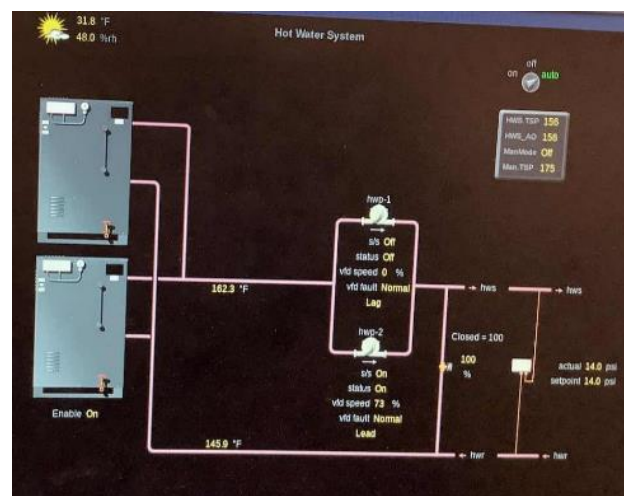 31.8 °F
48.0 %rh
Hot Water System
off
on auto
HWS.TSP 158
HWS_AO 158
ManMode Off
Man.TSP 175
hwp-1
s/s Off
status Off
vfd speed 0 %
vfd fault Normal
Lag
162.3 °F
hws
hws
hwp-2
Closed = 100
100
%
s/s On
status On
vfd speed 73 %
vfd fault Normal
Lead
actual 14.0 psi
setpoint 14.0 psi
Enable On
145.9 °F
hwr
hwr